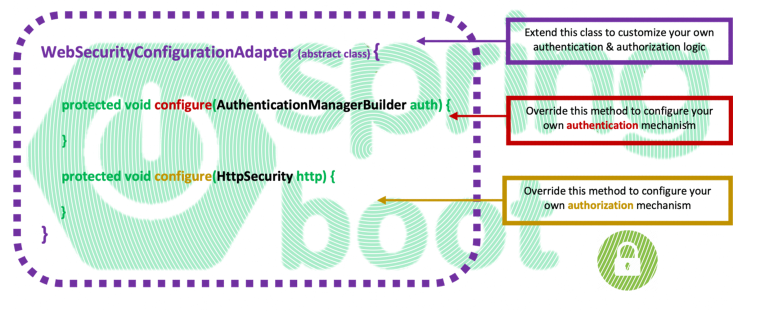 WebSecurityConfigurationAdapter (abstract class) {
Extend this class to customize your own
authentication & authorization logic
protected void configure(AuthenticationManagerBuilder auth) {
Override this method to configure your
own authentication mechanism
}
protected void configure(HttpSecurity http) {
Override this method to configure your
own authorization mechanism
}
}
spring
boot